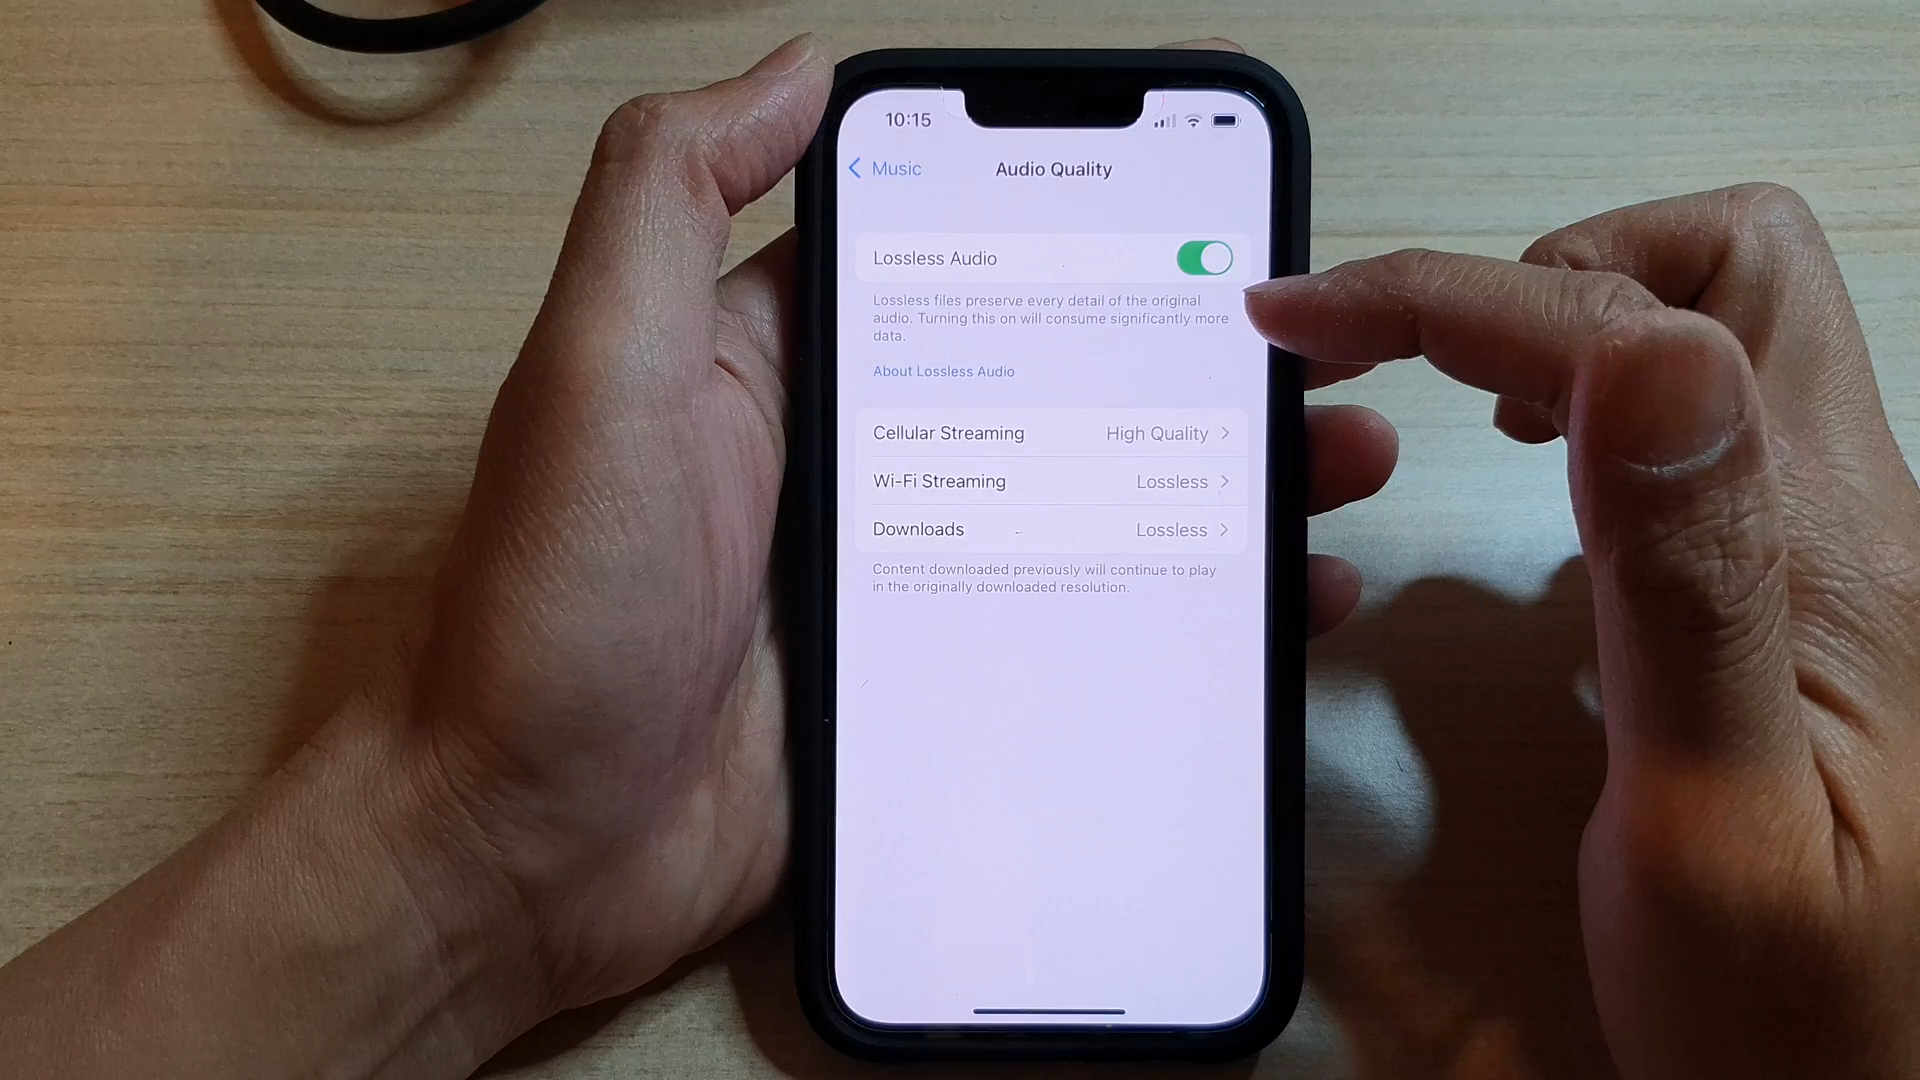 10:15
Music
Audio Quality
Lossless Audio
Lossless files preserve every detail of the original
audio. Turning this on will consume significantly more
data.
About Lossless Audio
Cellular Streaming High Quality
Wi-Fi Streaming Lossless
Downloads Lossless
Content downloaded previously will continue to play
in the originally downloaded resolution.